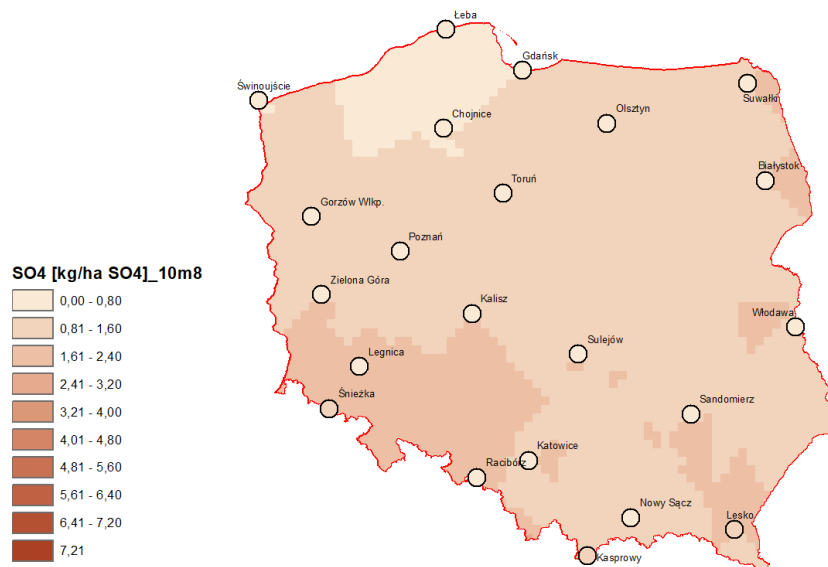 Łeba
Gdańsk
Świnoujście
Suwałki
Chojnice
Olsztyn
Białystok
Toruń
Gorzów Wlkp.
Poznań
SO4 [kg/ha SO4]_10m8
Zielona Góra
0,00 - 0,80
Kalisz
Włodawa
0,81 - 1,60
Sulejów
1,61 - 2,40
Legnica
2,41 - 3,20
Śnieżka
3,21 - 4,00
Sandomierz
4,01 - 4,80
Katowice
4,81 - 5,60
Racibórz
5,61 - 6,40
Nowy Sącz
Lesko
6,41 - 7,20
7,21
Kasprowy